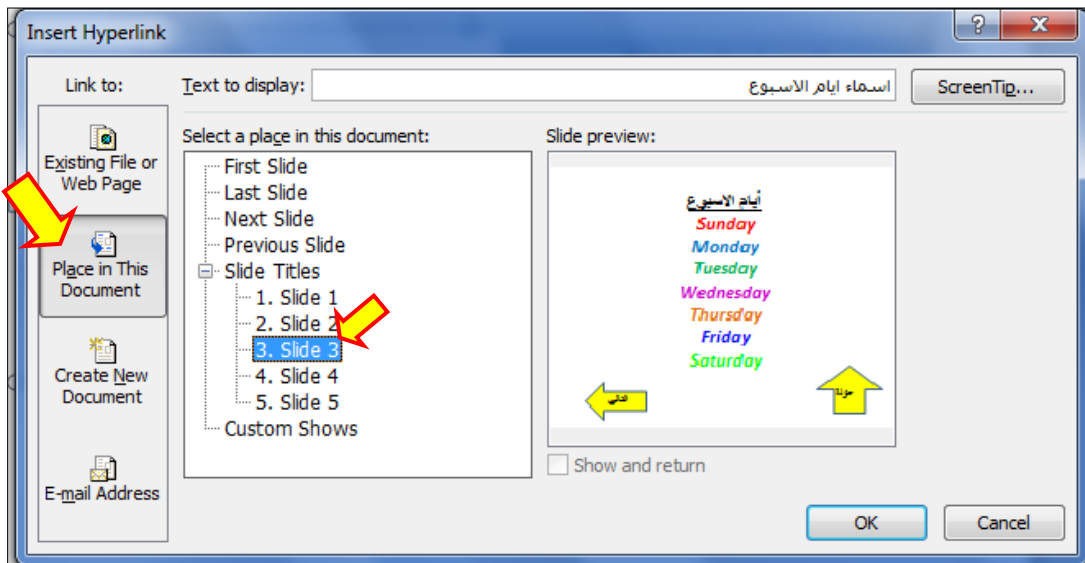 Insert Hyperlink
Link to:
Text to display:
اسماء ايام الاسبوع
ScreenTip...
Existing File or
Web Page
Place in This
Document
Create New
Document
E-mail Address
Select a place in this document:
First Slide
Last Slide
Next Slide
Previous Slide
Slide Titles
1. Slide 1
2. Slide 2
3. Slide 3
4. Slide 4
5. Slide 5
Custom Shows
Slide preview:
أيام الاسبوع
Sunday
Monday
Tuesday
Wednesday
Thursday
Friday
Saturday
التالي
Show and return
OK
Cancel